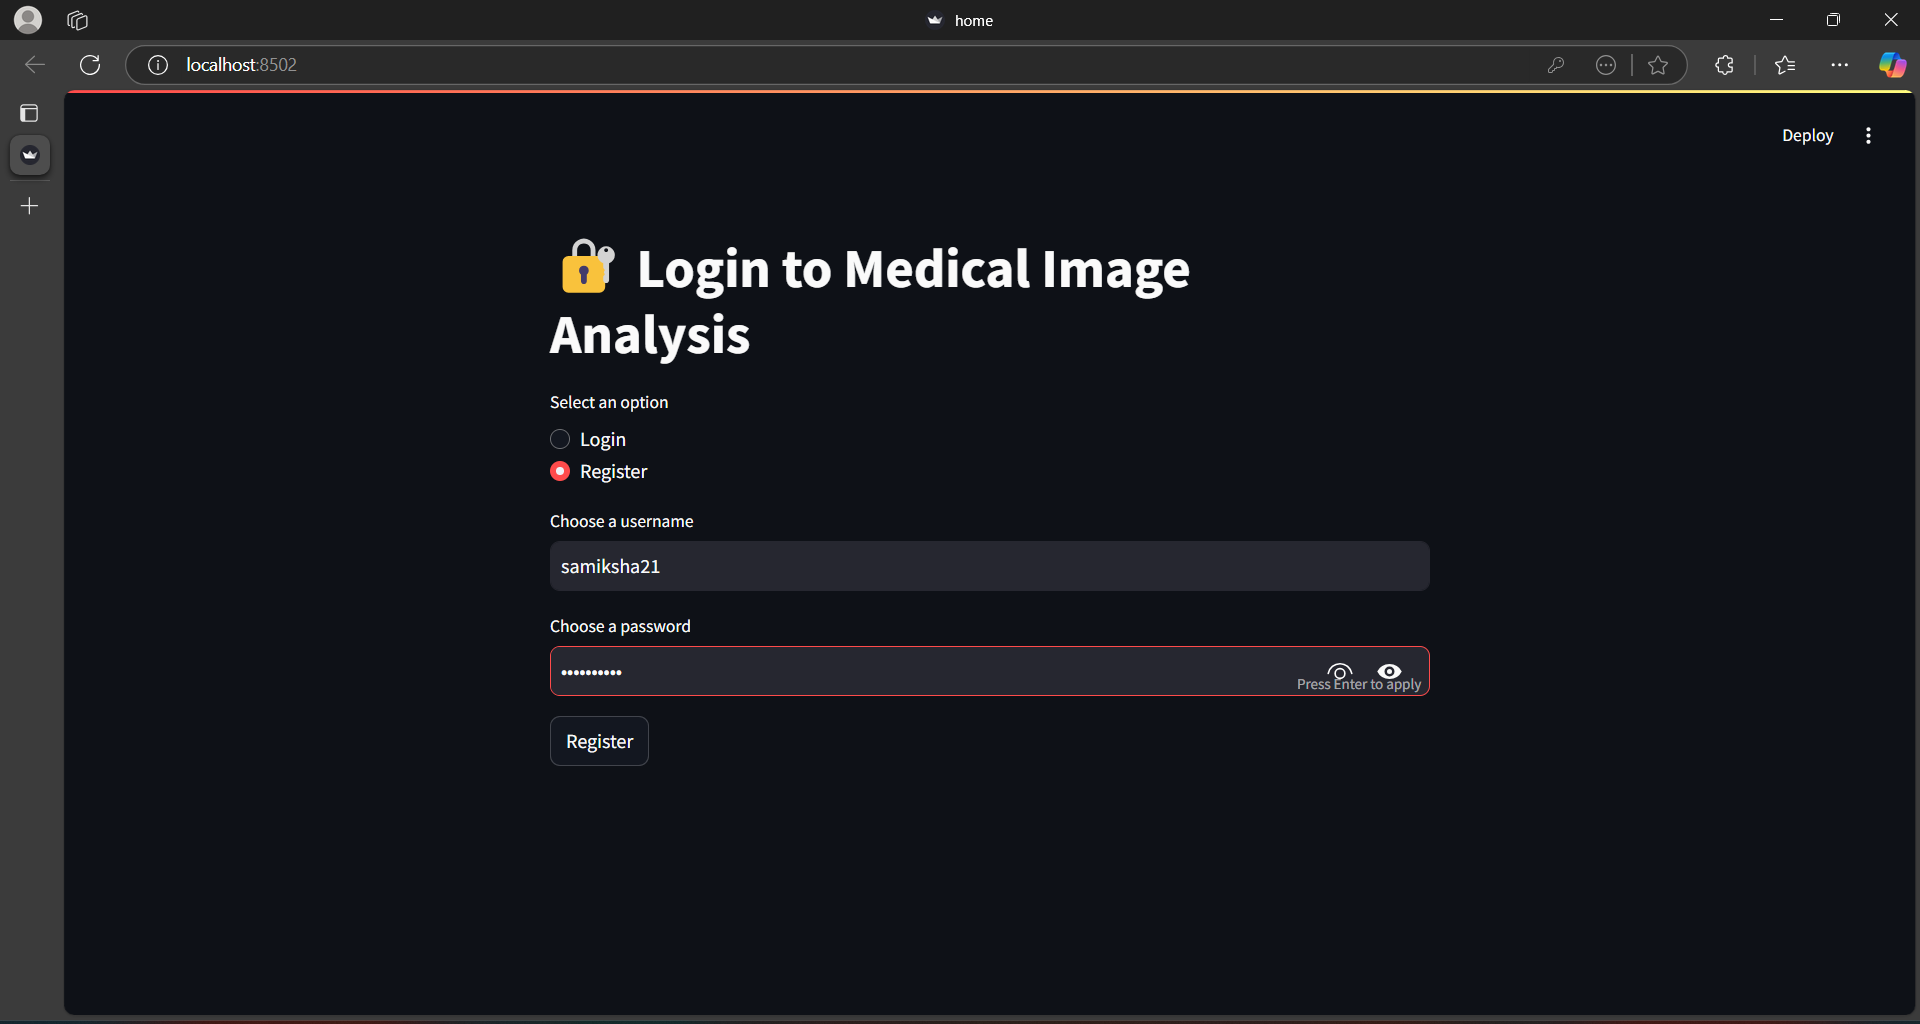 home
localhost:8502
Deploy
Login to Medical Image
Analysis
Select an option
Login
Register
Choose a username
samiksha21
Choose a password
••••••••••
Press Enter to apply
Register